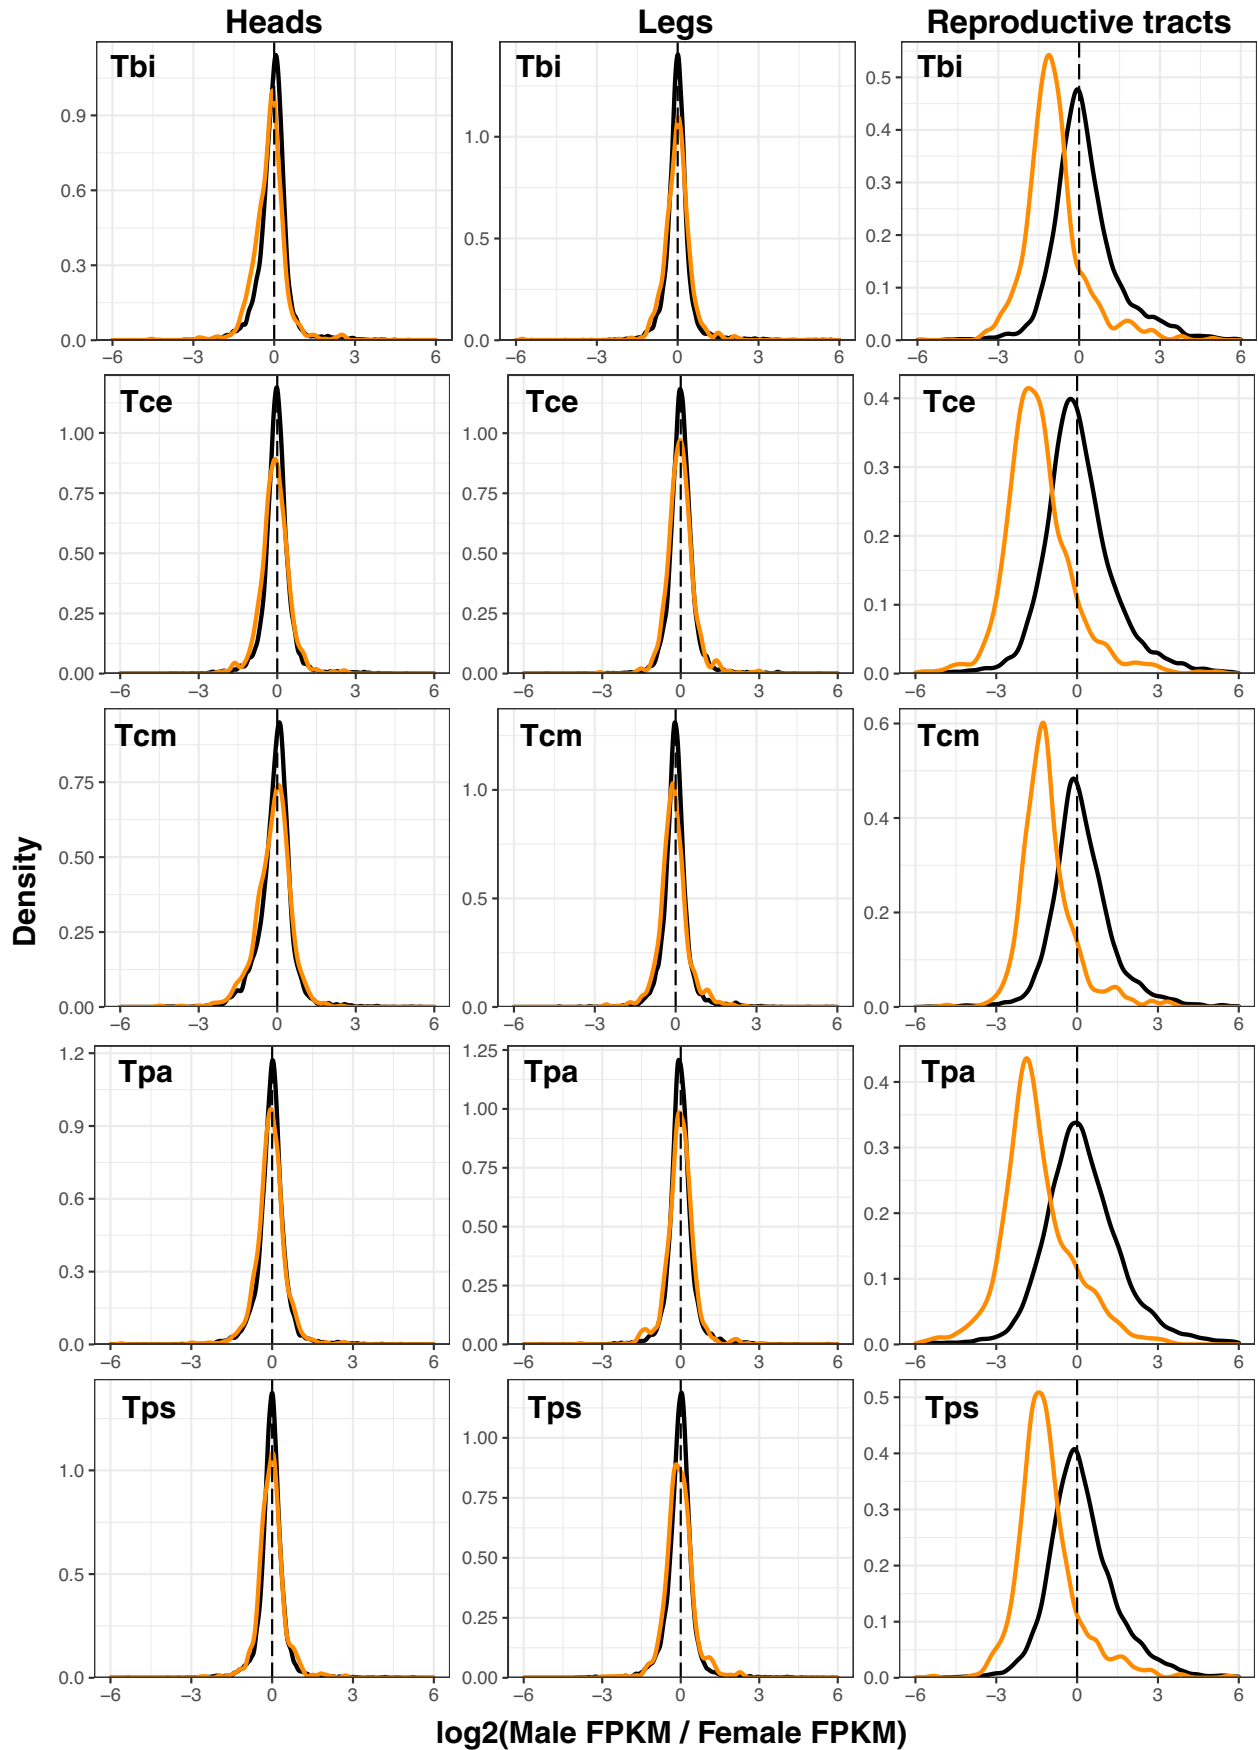 Heads Legs Reproductive tracts
Tbi Tbi Tbi
0.9 1.0 0.5
0.6 0.5 0.4
0.3 0.0 0.3
0.0 0.2
0.1
0.0
−6 −3 0 3 6 −6 −3 0 3 6 −6 −3 0 3 6
Tce Tce Tce
1.00 1.00 0.4
0.75 0.75 0.3
0.50 0.50 0.2
0.25 0.25 0.1
0.00 0.00 0.0
−6 −3 0 3 6 −6 −3 0 3 6 −6 −3 0 3 6
Tcm Tcm Tcm
0.75 1.0 0.6
0.50 0.5 0.4
0.25 0.0 0.2
0.00 0.0
−6 −3 0 3 6 −6 −3 0 3 6 −6 −3 0 3 6
Density
Tpa Tpa Tpa
1.2 1.25 0.4
0.9 1.00 0.3
0.6 0.75 0.2
0.3 0.50 0.1
0.0 0.25 0.0
0.00
−6 −3 0 3 6 −6 −3 0 3 6 −6 −3 0 3 6
Tps Tps Tps
1.0 1.00 0.5
0.5 0.75 0.4
0.0 0.50 0.3
0.25 0.2
0.00 0.1
0.0
−6 −3 0 3 6 −6 −3 0 3 6 −6 −3 0 3 6
log2(Male FPKM / Female FPKM)